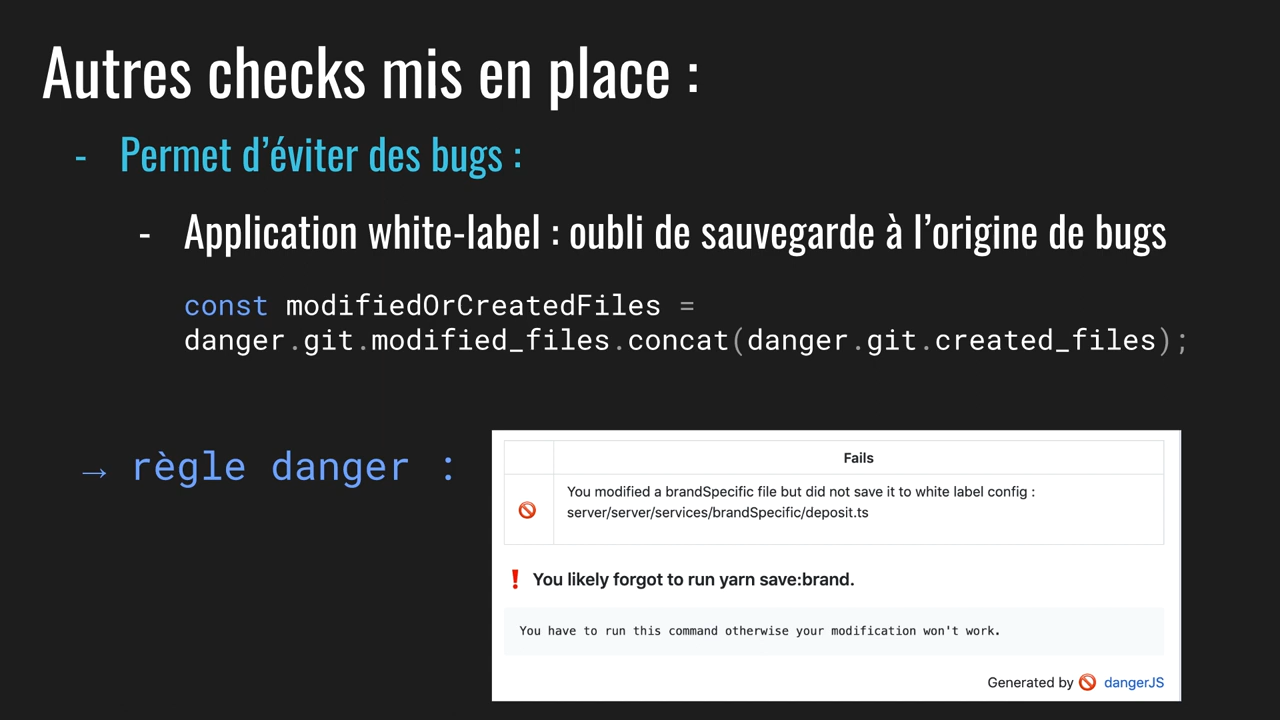 Autres checks mis en place :
- Permet d’éviter des bugs :
- Application white-label : oubli de sauvegarde à l’origine de bugs
const modifiedOrCreatedFiles =
danger.git.modified_files.concat(danger.git.created_files);
→ règle danger :
Fails
You modified a brandSpecific file but did not save it to white label config :
server/server/services/brandSpecific/deposit.ts
You likely forgot to run yarn save:brand.
You have to run this command otherwise your modification won't work.
Generated by dangerJS